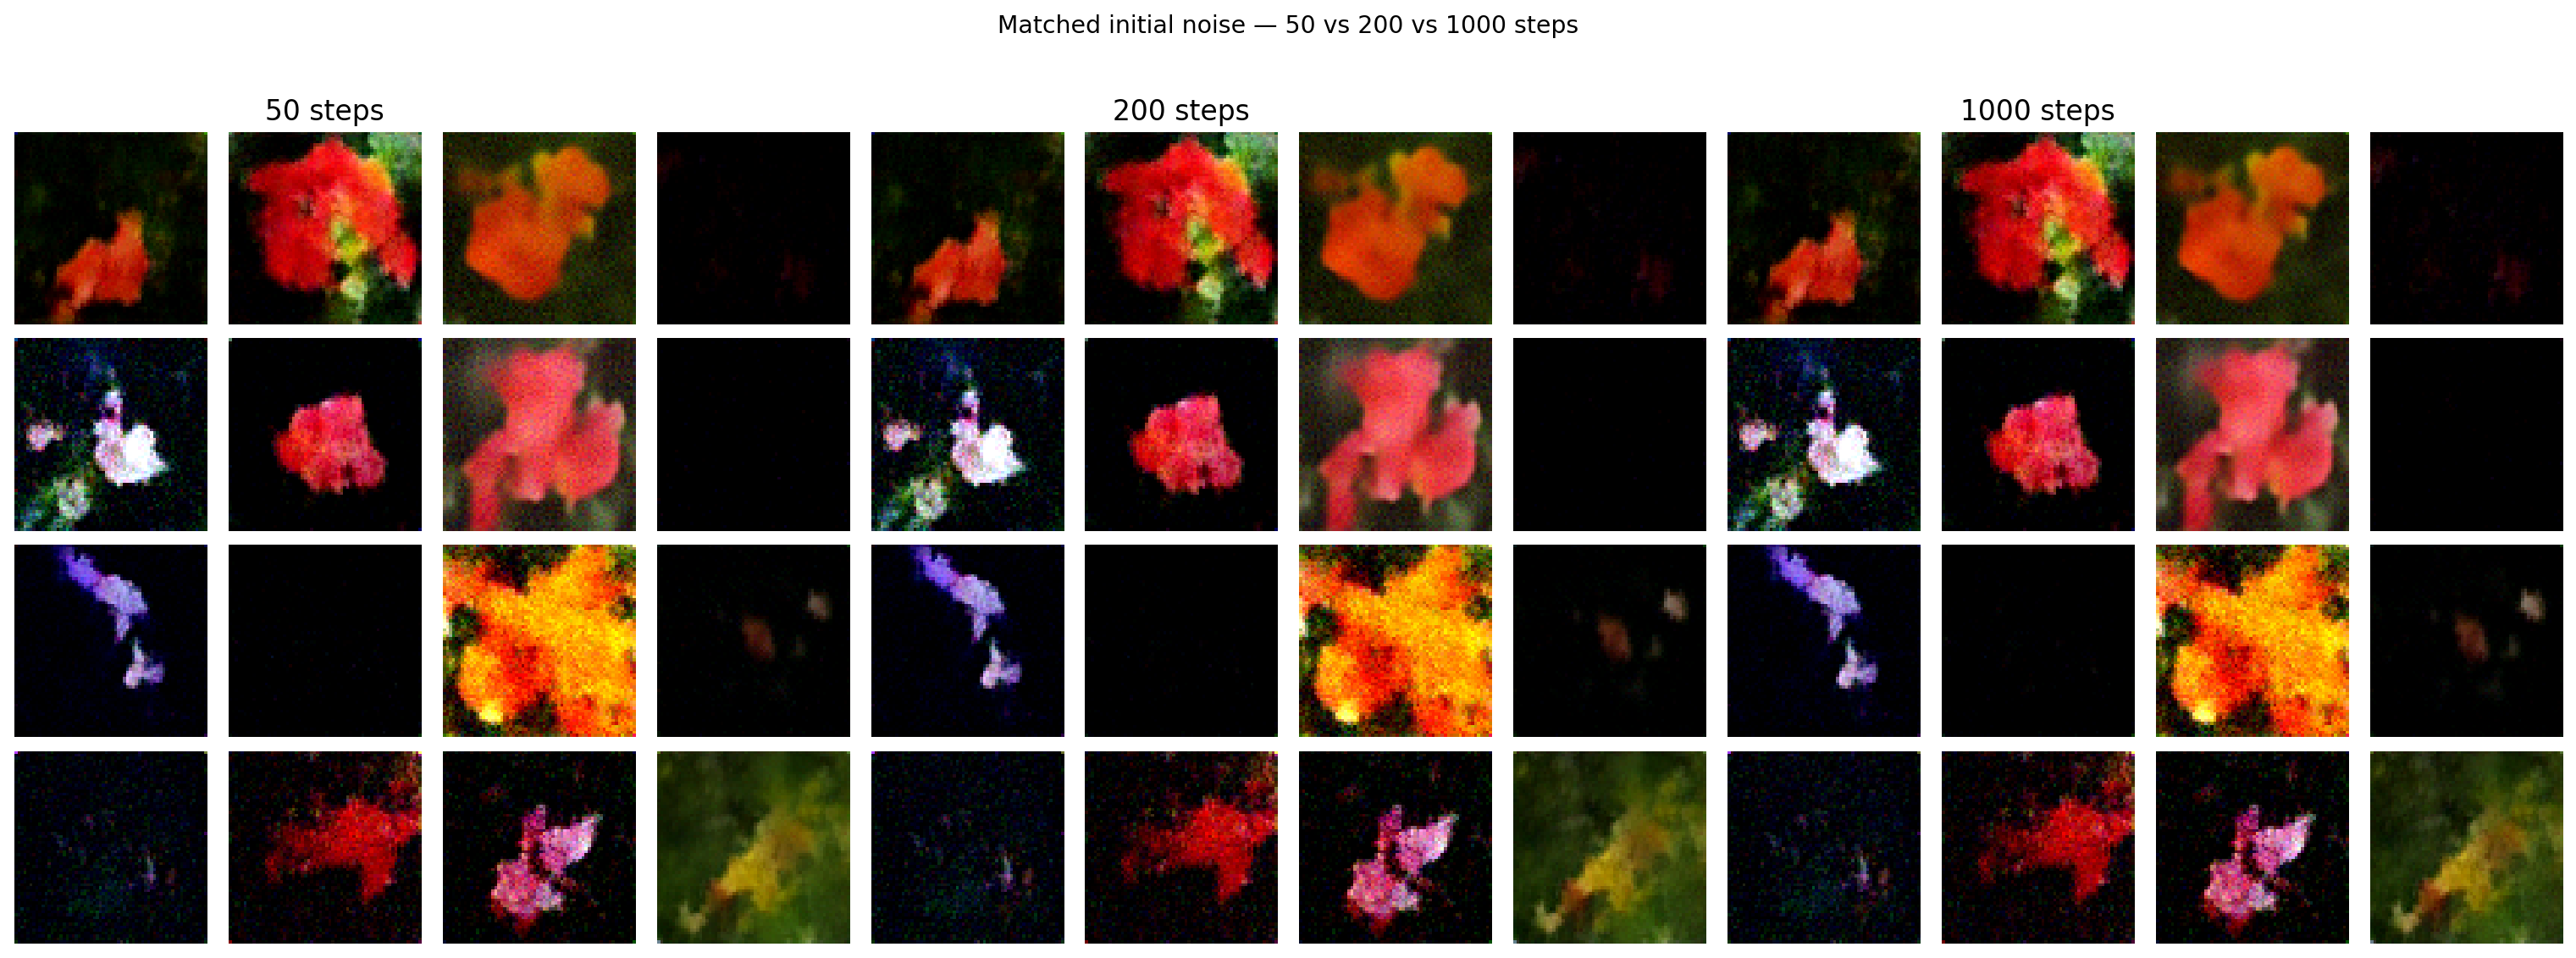 Matched initial noise — 50 vs 200 vs 1000 steps
50 steps
200 steps
1000 steps